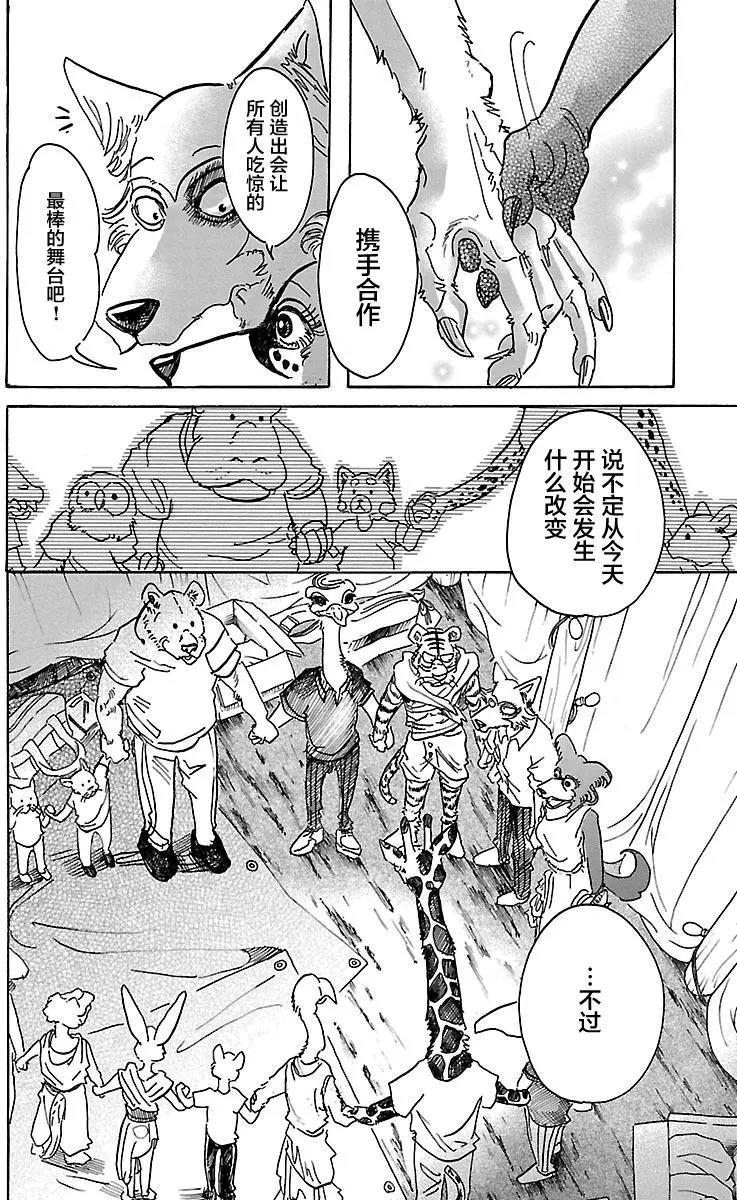 携手合作
创造出会让
所有人吃惊的
最棒的舞台吧！
说不定从今天
开始会发生
什么改变
…不过